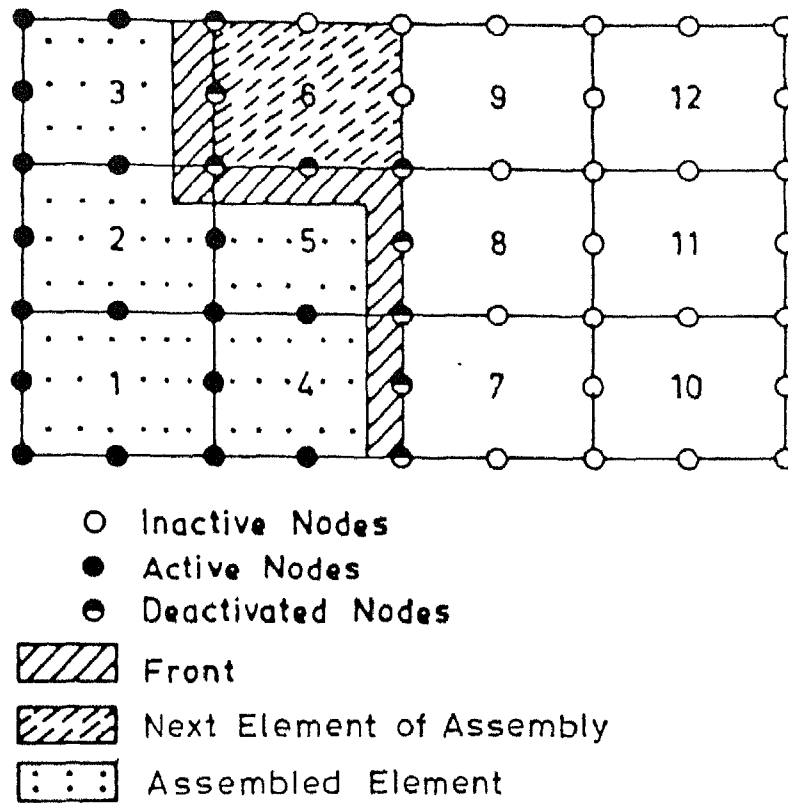 3 6 9 12
2 5 8 11
1 4 7 10
Inactive Nodes
Active Nodes
Deactivated Nodes
Front
Next Element of Assembly
Assembled Element